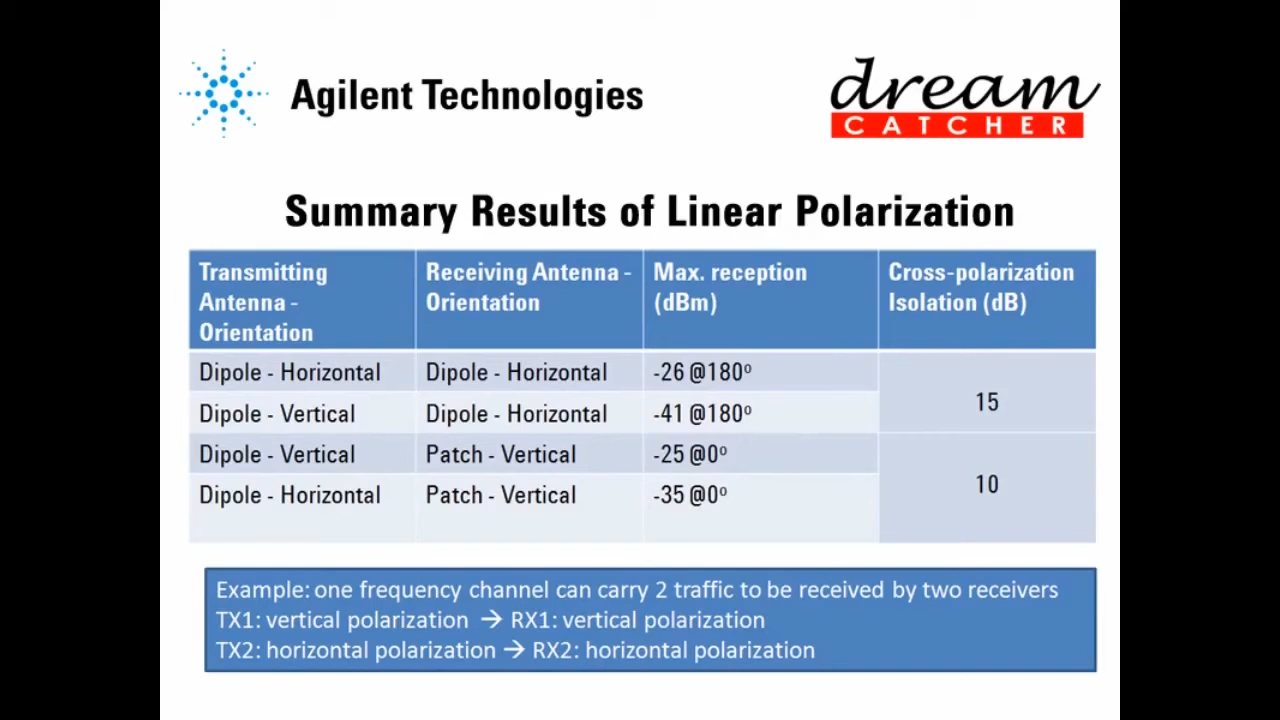 Agilent Technologies
dream
CATCHER
Summary Results of Linear Polarization
Transmitting Antenna - Orientation
Receiving Antenna - Orientation
Max. reception (dBm)
Cross-polarization Isolation (dB)
Dipole - Horizontal
Dipole - Horizontal
-26 @180º
15
Dipole - Vertical
Dipole - Horizontal
-41 @180º
Dipole - Vertical
Patch - Vertical
-25 @0º
10
Dipole - Horizontal
Patch - Vertical
-35 @0º
Example: one frequency channel can carry 2 traffic to be received by two receivers
TX1: vertical polarization → RX1: vertical polarization
TX2: horizontal polarization → RX2: horizontal polarization